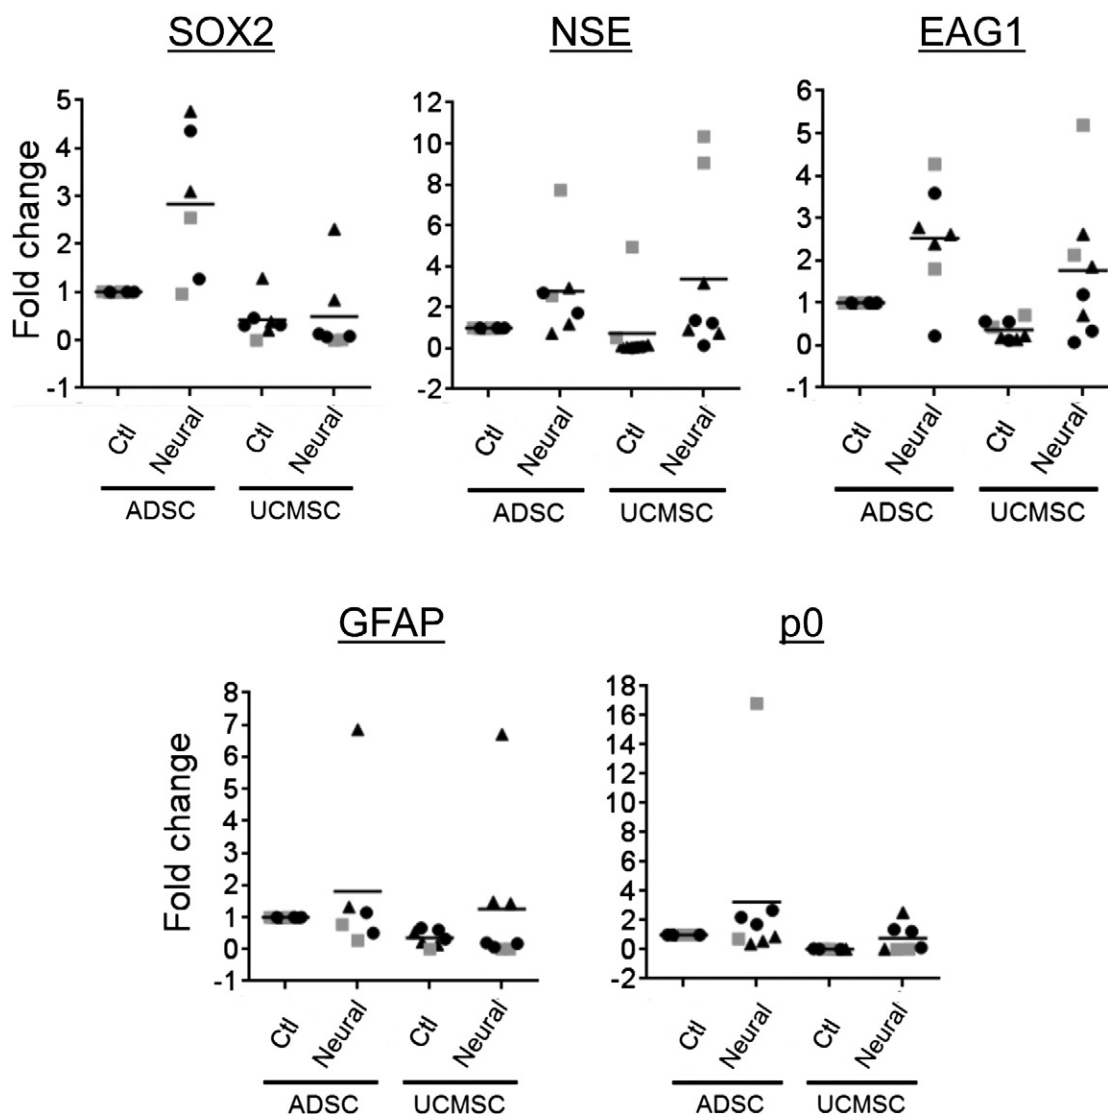 SOX2
5
4
3
2
1
0
-1
Fold change
Ctl
Neural
Ctl
Neural
ADSC
UCMSC
NSE
12
10
8
6
4
2
0
-2
Ctl
Neural
Ctl
Neural
ADSC
UCMSC
EAG1
6
5
4
3
2
1
0
-1
Ctl
Neural
Ctl
Neural
ADSC
UCMSC
GFAP
8
7
6
5
4
3
2
1
0
-1
Fold change
Ctl
Neural
Ctl
Neural
ADSC
UCMSC
p0
18
16
14
12
10
8
6
4
2
0
-2
Ctl
Neural
Ctl
Neural
ADSC
UCMSC